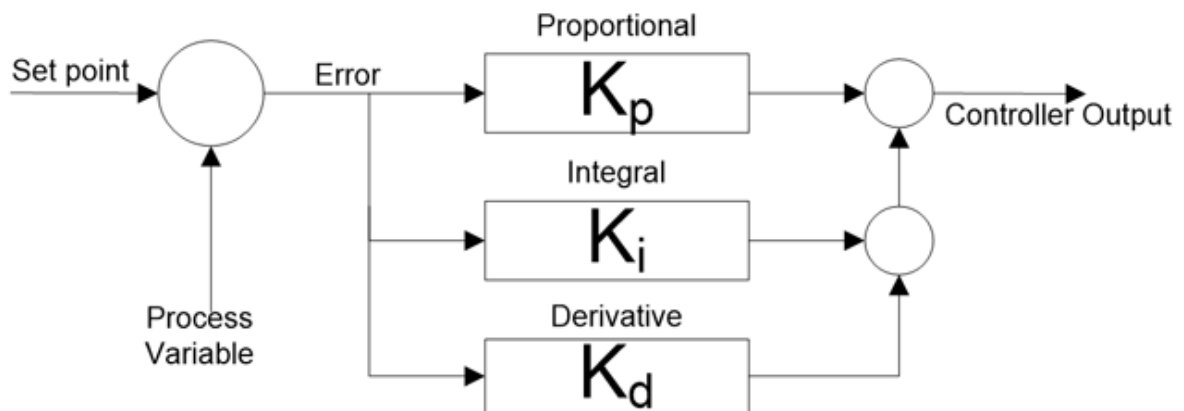 Proportional
Set point
Error
Kp
Controller Output
Integral
Ki
Process
Variable
Derivative
Kd